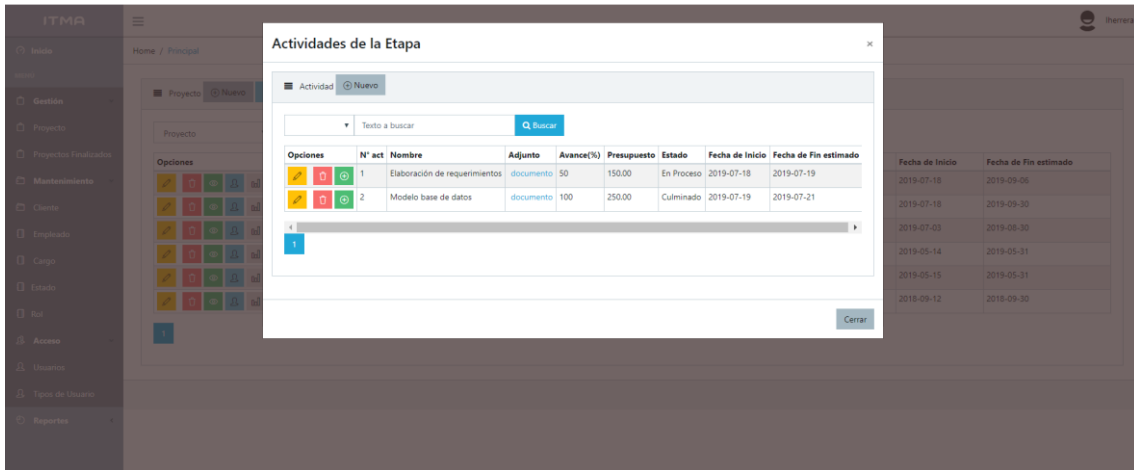 ITMA
lherrera
Inicio
Home / Principal
Gestión
Proyecto
Proyectos Finalizados
Mantenimiento
Cliente
Empleado
Cargo
Estado
Rol
Acceso
Usuarios
Tipos de Usuario
Reportes
Proyecto Nuevo
Proyecto
Opciones Fecha de Inicio Fecha de Fin estimado
2019-07-18 2019-09-06
2019-07-18 2019-09-30
2019-07-03 2019-08-30
2019-05-14 2019-05-31
2019-05-15 2019-05-31
2018-09-12 2018-09-30
1
Actividades de la Etapa ×
Actividad Nuevo
Texto a buscar Buscar
Opciones N° act Nombre Adjunto Avance(%) Presupuesto Estado Fecha de Inicio Fecha de Fin estimado
1 Elaboración de requerimientos documento 50 150.00 En Proceso 2019-07-18 2019-07-19
2 Modelo base de datos documento 100 250.00 Culminado 2019-07-19 2019-07-21
1
Cerrar